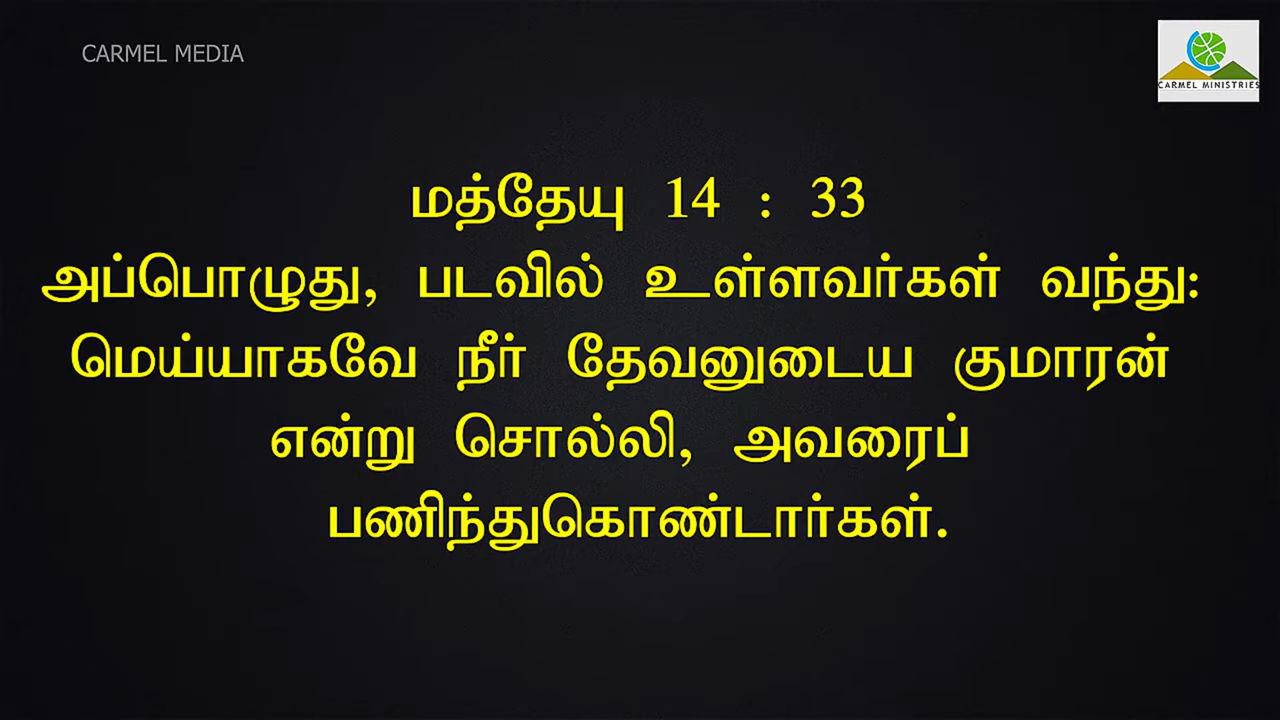 CARMEL MEDIA
CARMEL MINISTRIES
மத்தேயு 14 : 33
அப்பொழுது, படவில் உள்ளவர்கள் வந்து:
மெய்யாகவே நீர் தேவனுடைய குமாரன்
என்று சொல்லி, அவரைப்
பணிந்துகொண்டார்கள்.